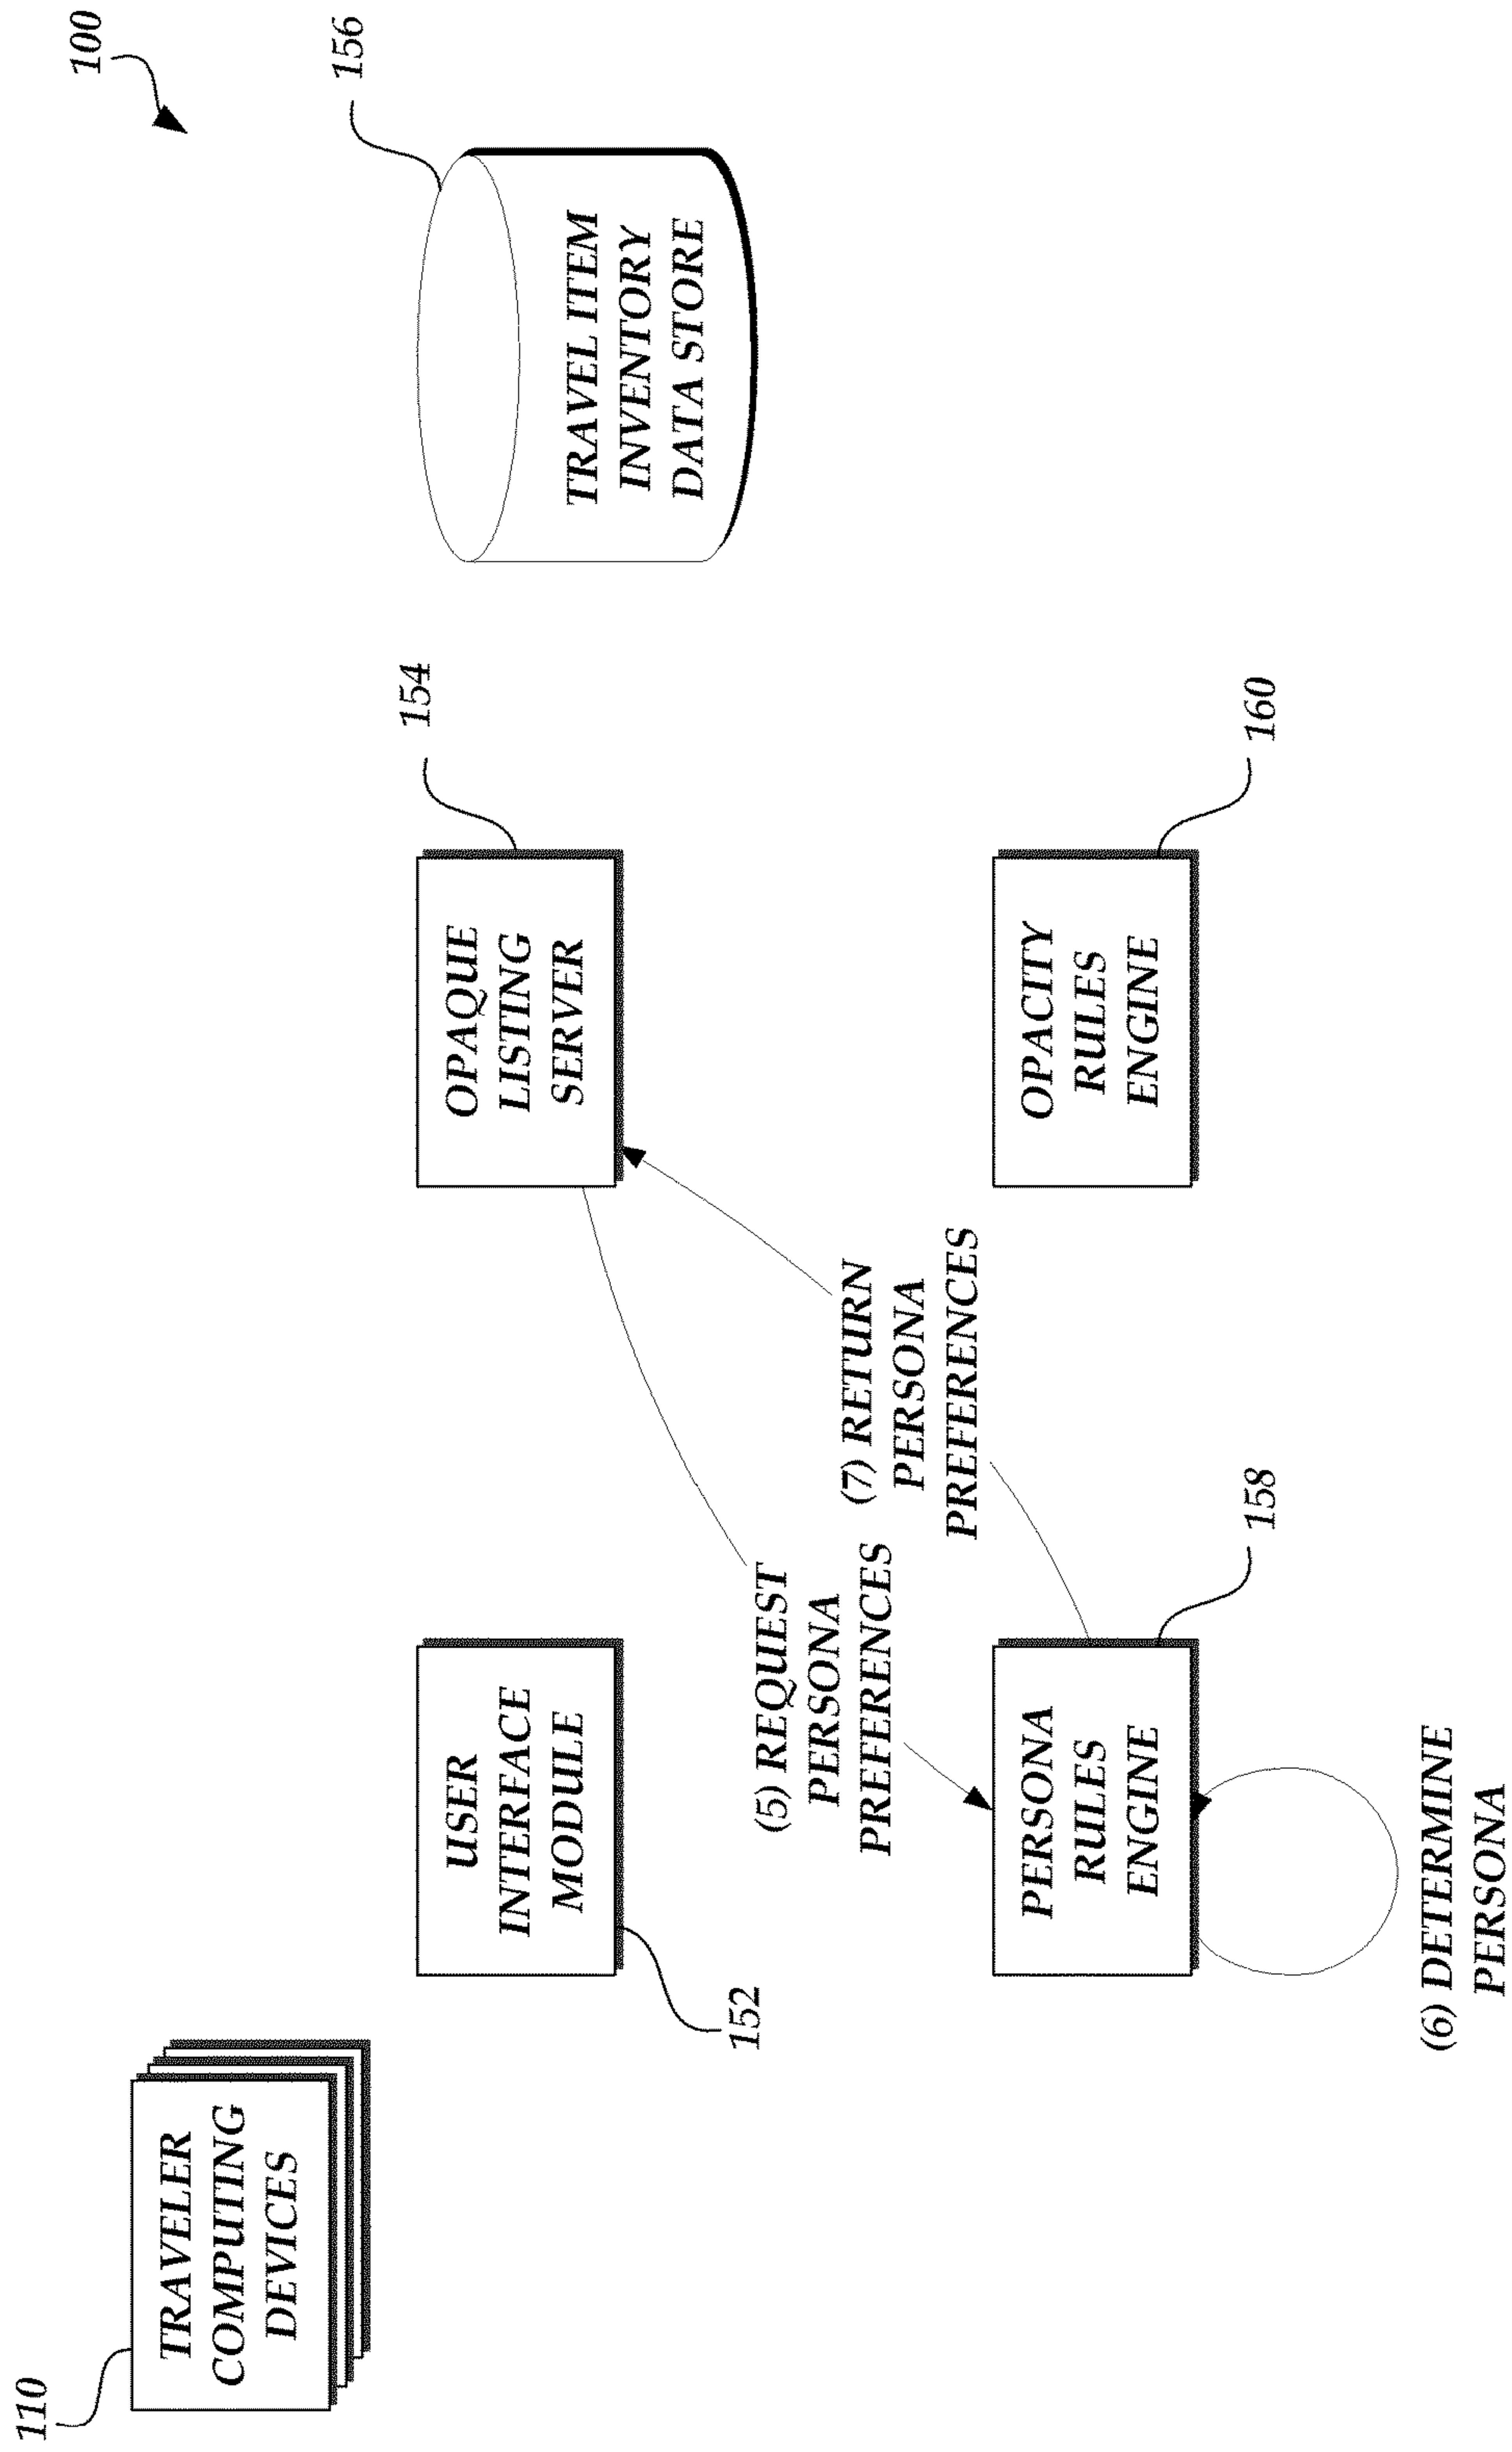 100
110
TRAVELER
COMPUTING
DEVICES
152
USER
INTERFACE
MODULE
154
OPAQUE
LISTING
SERVER
156
TRAVEL ITEM
INVENTORY
DATA STORE
(5) REQUEST
PERSONA
PREFERENCES
(7) RETURN
PERSONA
PREFERENCES
158
PERSONA
RULES
ENGINE
160
OPACITY
RULES
ENGINE
(6) DETERMINE
PERSONA